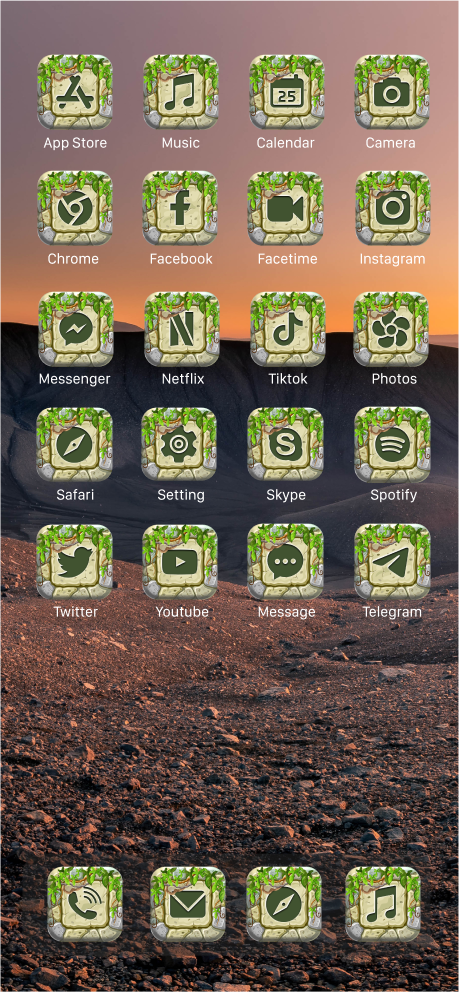 App Store Music Calendar Camera
25
Chrome Facebook Facetime Instagram
Messenger Netflix Tiktok Photos
Safari Setting Skype Spotify
Twitter Youtube Message Telegram